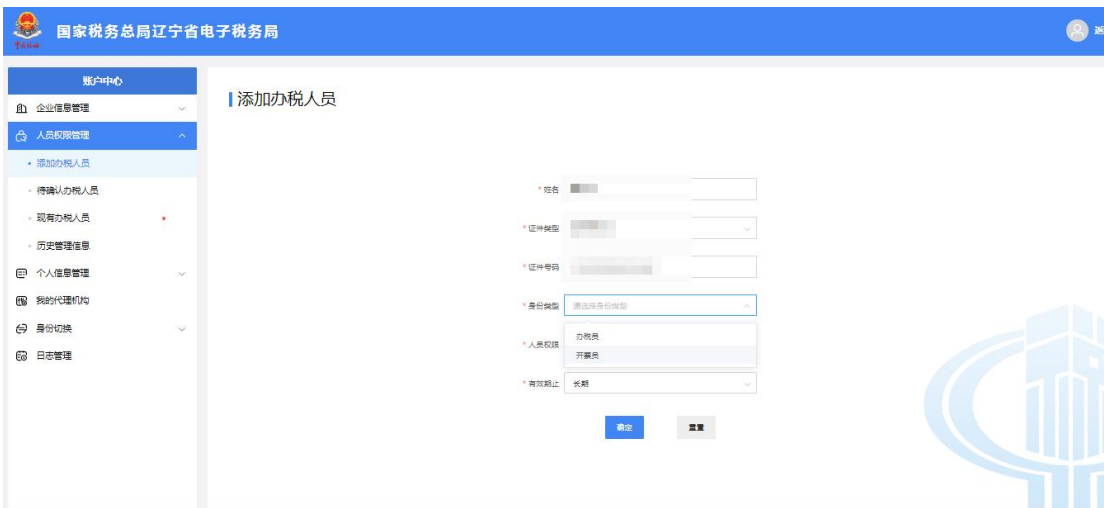 国家税务总局辽宁省电子税务局
账户中心
企业信息管理
人员权限管理
添加办税人员
待确认办税人员
现有办税人员
历史管理信息
个人信息管理
我的代理机构
身份切换
日志管理
添加办税人员
*姓名
*证件类型
*证件号码
*身份类型 请选择身份类型
办税员
*人员权限
开票员
*有效期止 长期
确定 重置